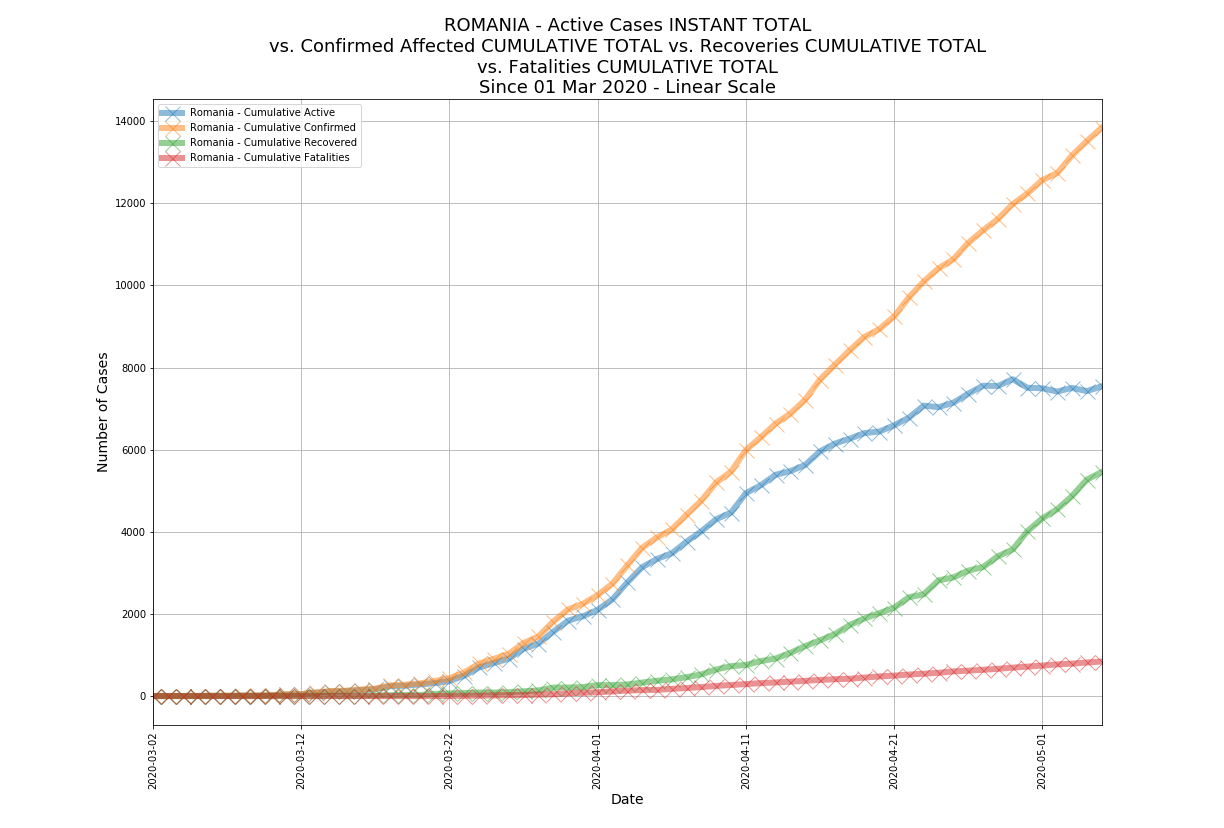 ROMANIA - Active Cases INSTANT TOTAL
vs. Confirmed Affected CUMULATIVE TOTAL vs. Recoveries CUMULATIVE TOTAL
vs. Fatalities CUMULATIVE TOTAL
Since 01 Mar 2020 - Linear Scale
Romania - Cumulative Active
Romania - Cumulative Confirmed
Romania - Cumulative Recovered
Romania - Cumulative Fatalities
Number of Cases
14000
12000
10000
8000
6000
4000
2000
0
2020-03-02
2020-03-12
2020-03-22
2020-04-01
2020-04-11
2020-04-21
2020-05-01
Date